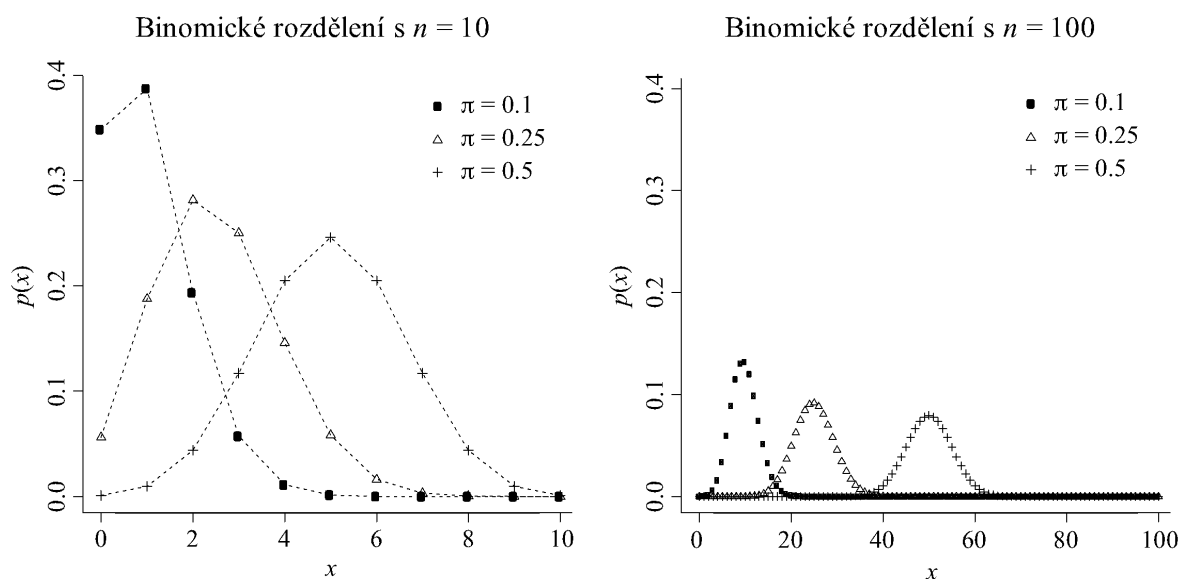 Binomické rozdělení s n = 10
0.4
0.3
0.2
0.1
0.0
p(x)
π = 0.1
π = 0.25
π = 0.5
0 2 4 6 8 10
x
Binomické rozdělení s n = 100
0.4
0.3
0.2
0.1
0.0
p(x)
π = 0.1
π = 0.25
π = 0.5
0 20 40 60 80 100
x